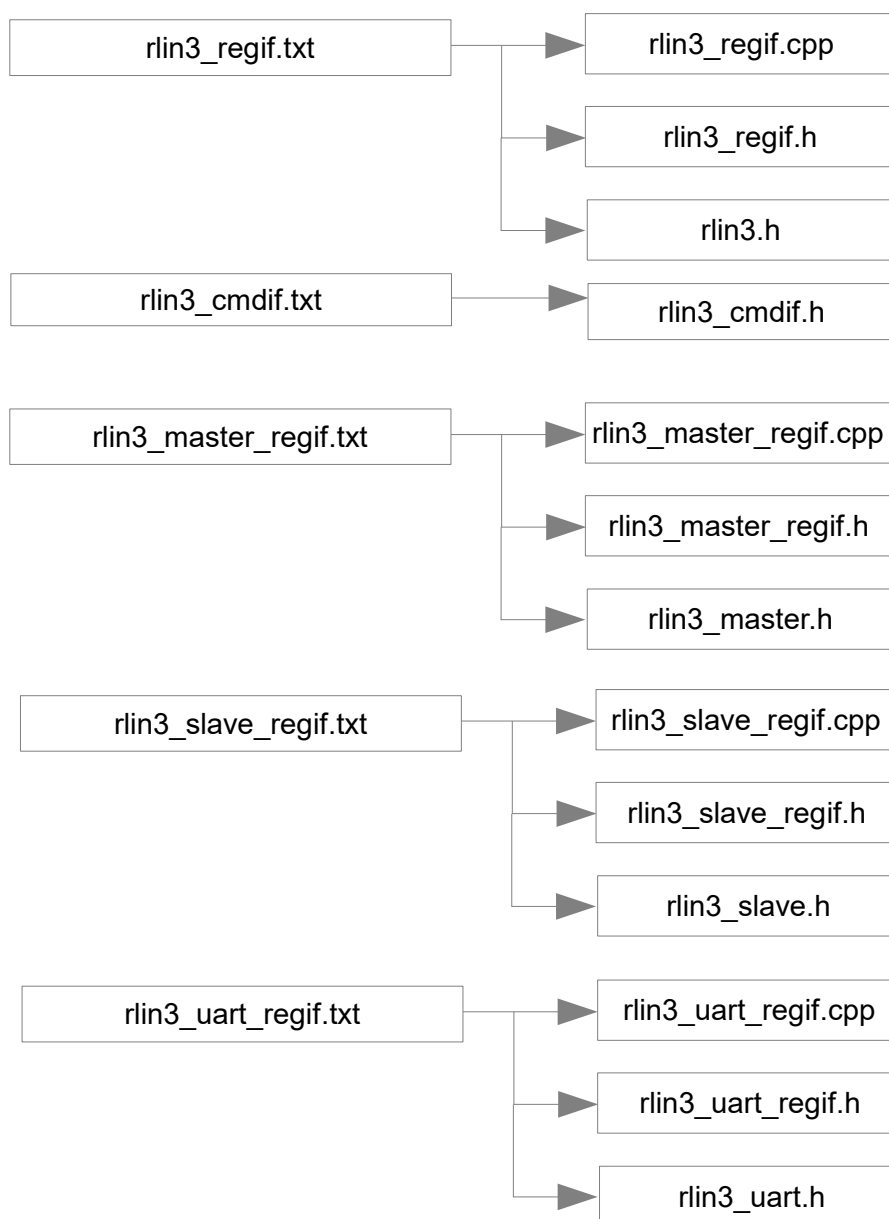 rlin3_regif.txt
rlin3_regif.cpp
rlin3_regif.h
rlin3.h
rlin3_cmdif.txt
rlin3_cmdif.h
rlin3_master_regif.txt
rlin3_master_regif.cpp
rlin3_master_regif.h
rlin3_master.h
rlin3_slave_regif.txt
rlin3_slave_regif.cpp
rlin3_slave_regif.h
rlin3_slave.h
rlin3_uart_regif.txt
rlin3_uart_regif.cpp
rlin3_uart_regif.h
rlin3_uart.h